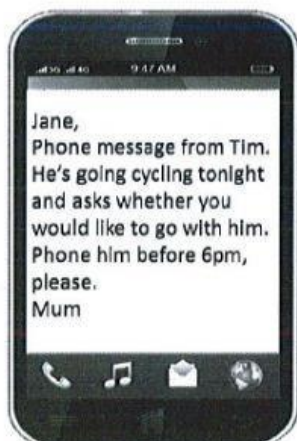 9:47 AM
Jane,
Phone message from Tim.
He's going cycling tonight
and asks whether you
would like to go with him.
Phone him before 6pm,
please.
Mum